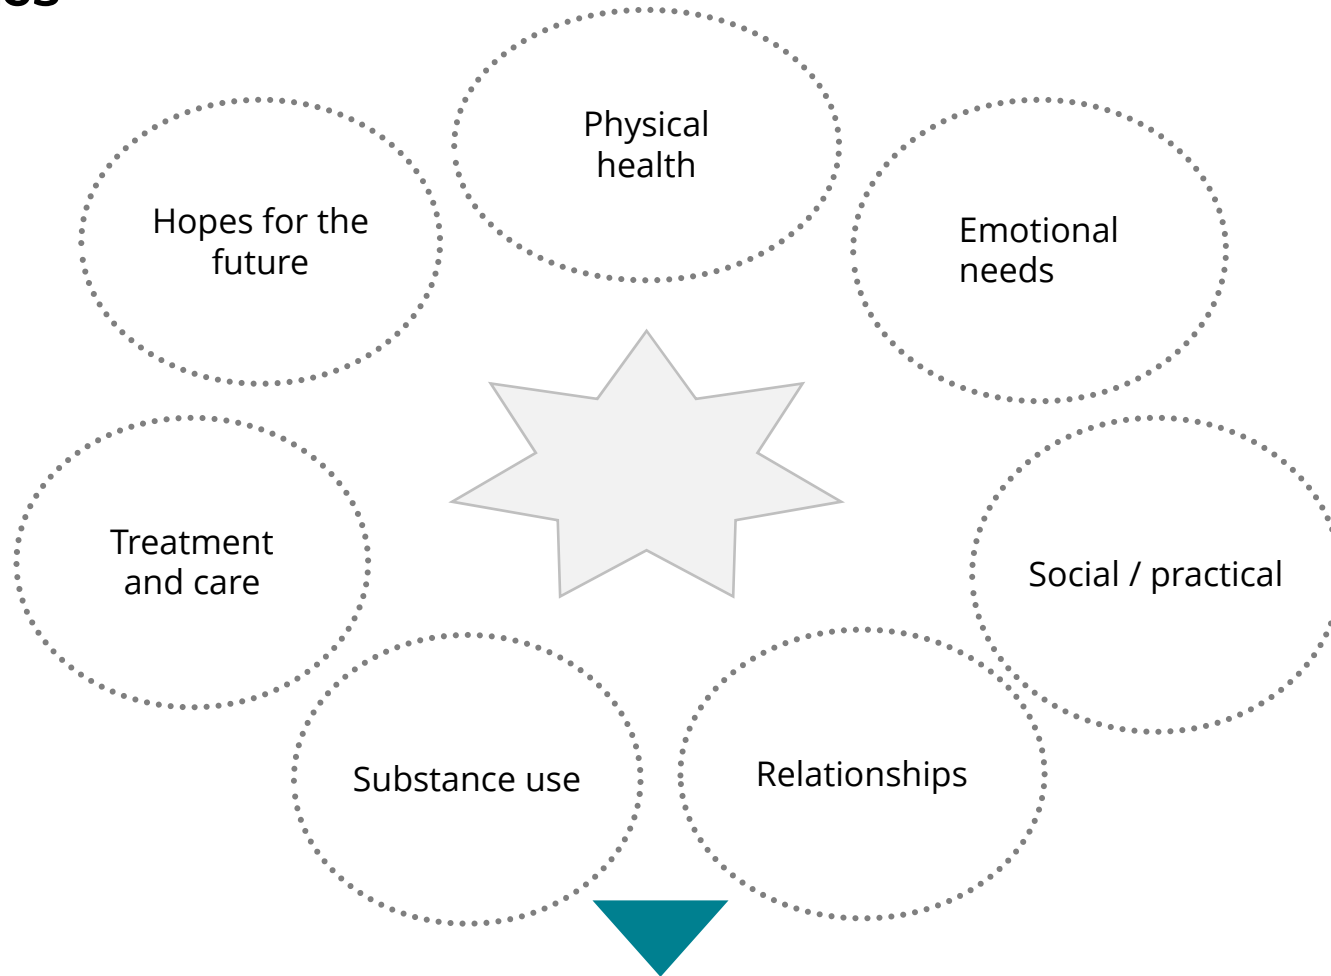 Physical
health
Hopes for the
future
Emotional
needs
Treatment
and care
Social / practical
Substance use
Relationships